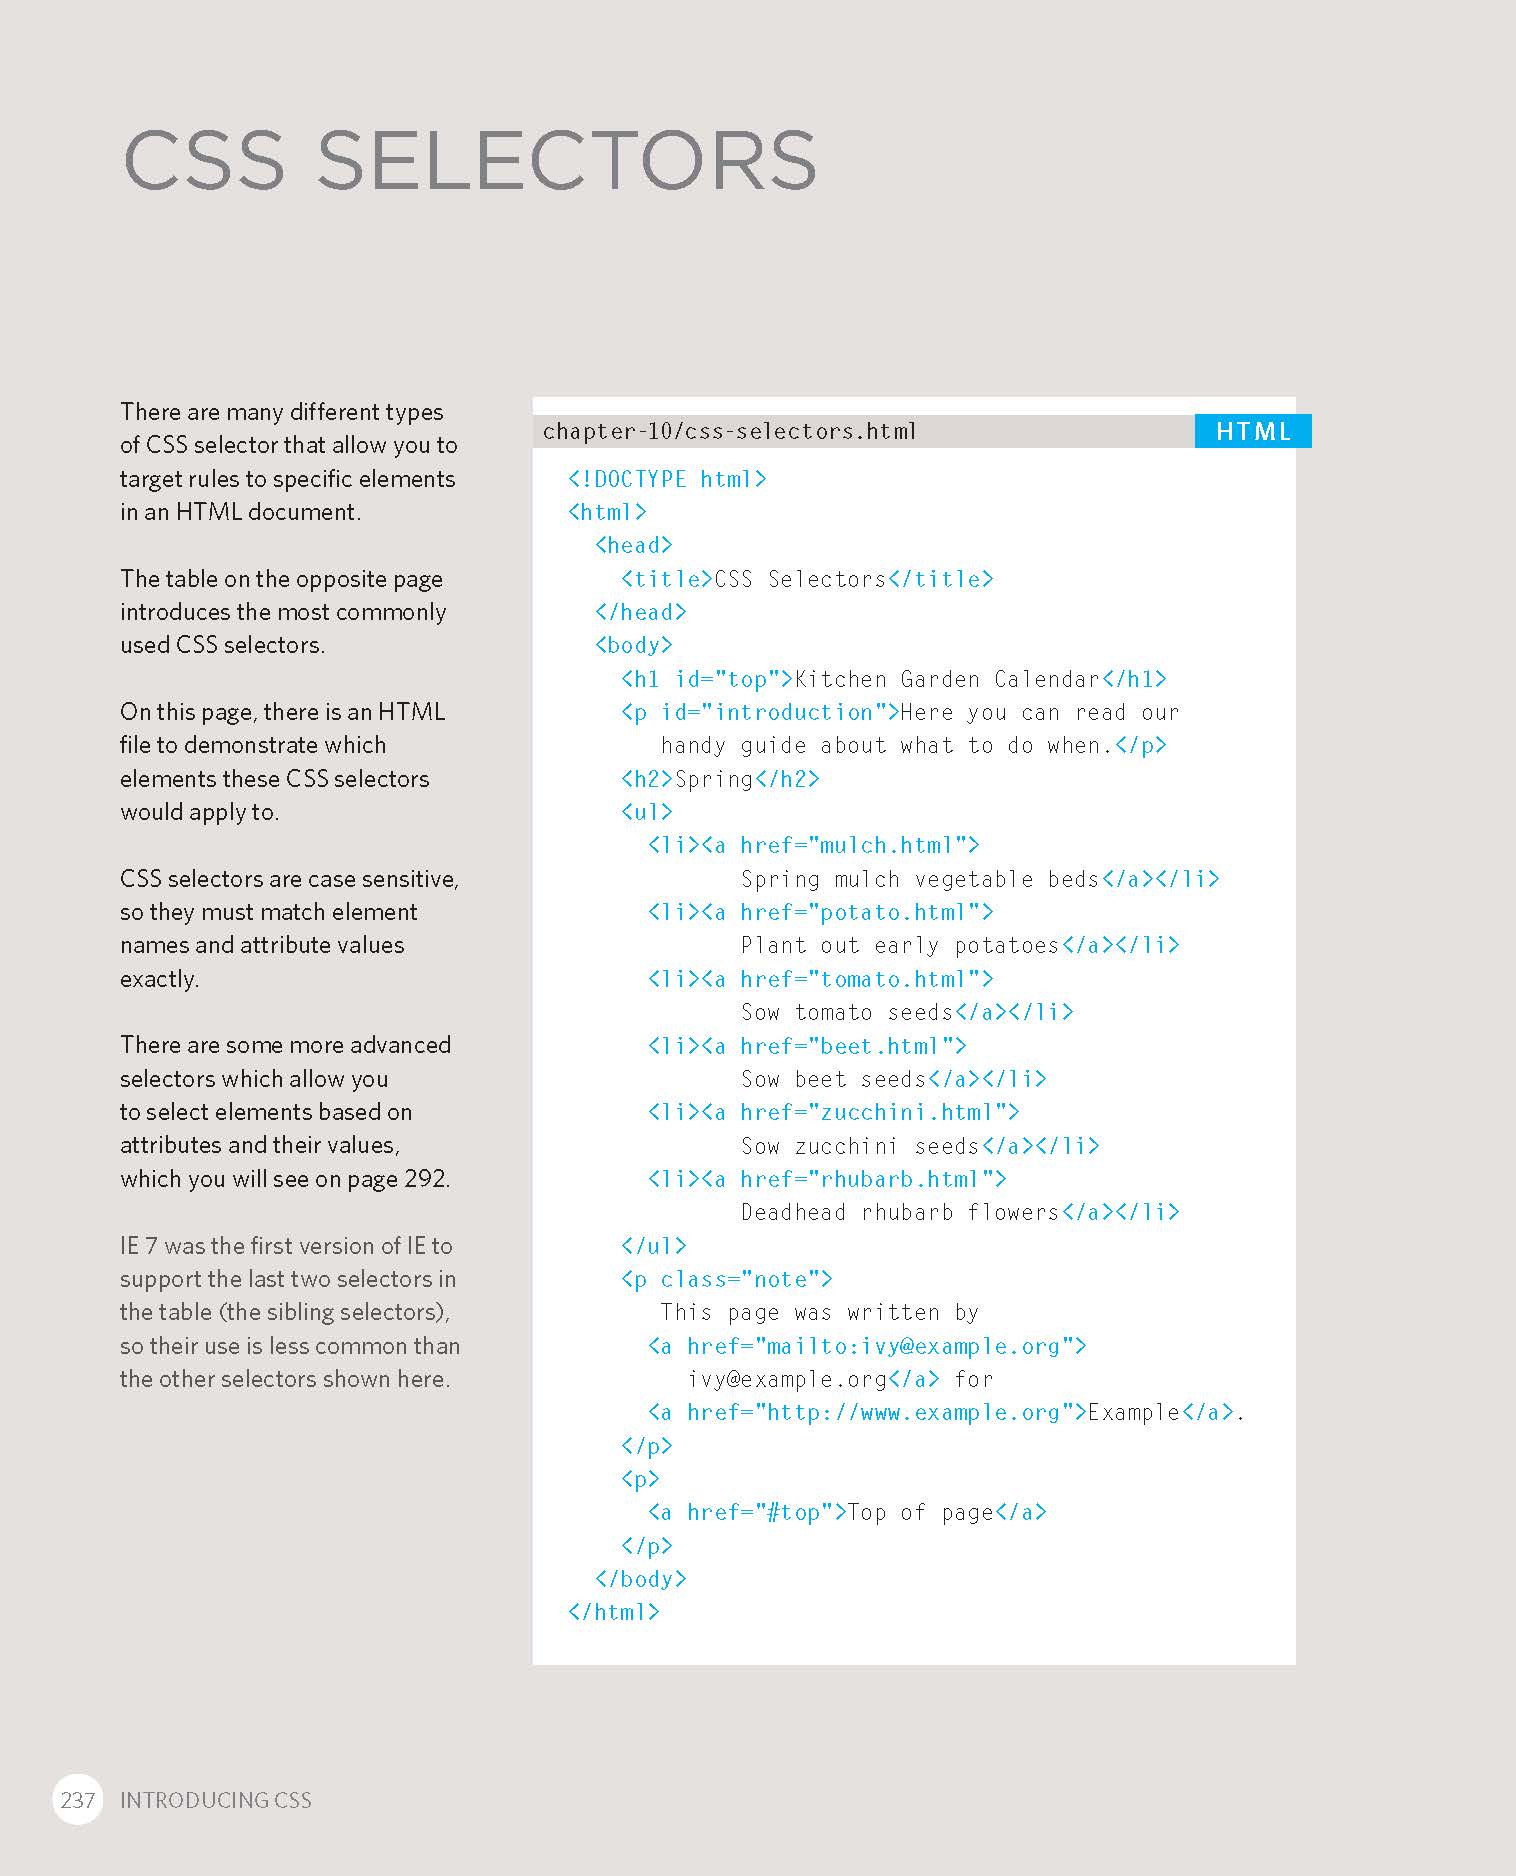 CSS SELECTORS
There are many different types
of CSS selector that allow you to
target rules to specific elements
in an HTML document.
The table on the opposite page
introduces the most commonly
used CSS selectors.
On this page, there is an HTML
file to demonstrate which
elements these CSS selectors
would apply to.
CSS selectors are case sensitive,
so they must match element
names and attribute values
exactly.
There are some more advanced
selectors which allow you
to select elements based on
attributes and their values,
which you will see on page 292.
IE 7 was the first version of IE to
support the last two selectors in
the table (the sibling selectors),
so their use is less common than
the other selectors shown here.
chapter-10/css-selectors.html
HTML
<!DOCTYPE html>
<html>
<head>
<title>CSS Selectors</title>
</head>
<body>
<h1 id="top">Kitchen Garden Calendar</h1>
<p id="introduction">Here you can read our
handy guide about what to do when.</p>
<h2>Spring</h2>
<ul>
<li><a href="mulch.html">
Spring mulch vegetable beds</a></li>
<li><a href="potato.html">
Plant out early potatoes</a></li>
<li><a href="tomato.html">
Sow tomato seeds</a></li>
<li><a href="beet.html">
Sow beet seeds</a></li>
<li><a href="zucchini.html">
Sow zucchini seeds</a></li>
<li><a href="rhubarb.html">
Deadhead rhubarb flowers</a></li>
</ul>
<p class="note">
This page was written by
<a href="mailto:ivy@example.org">
ivy@example.org</a> for
<a href="http://www.example.org">Example</a>.
</p>
<p>
<a href="#top">Top of page</a>
</p>
</body>
</html>
237 INTRODUCING CSS